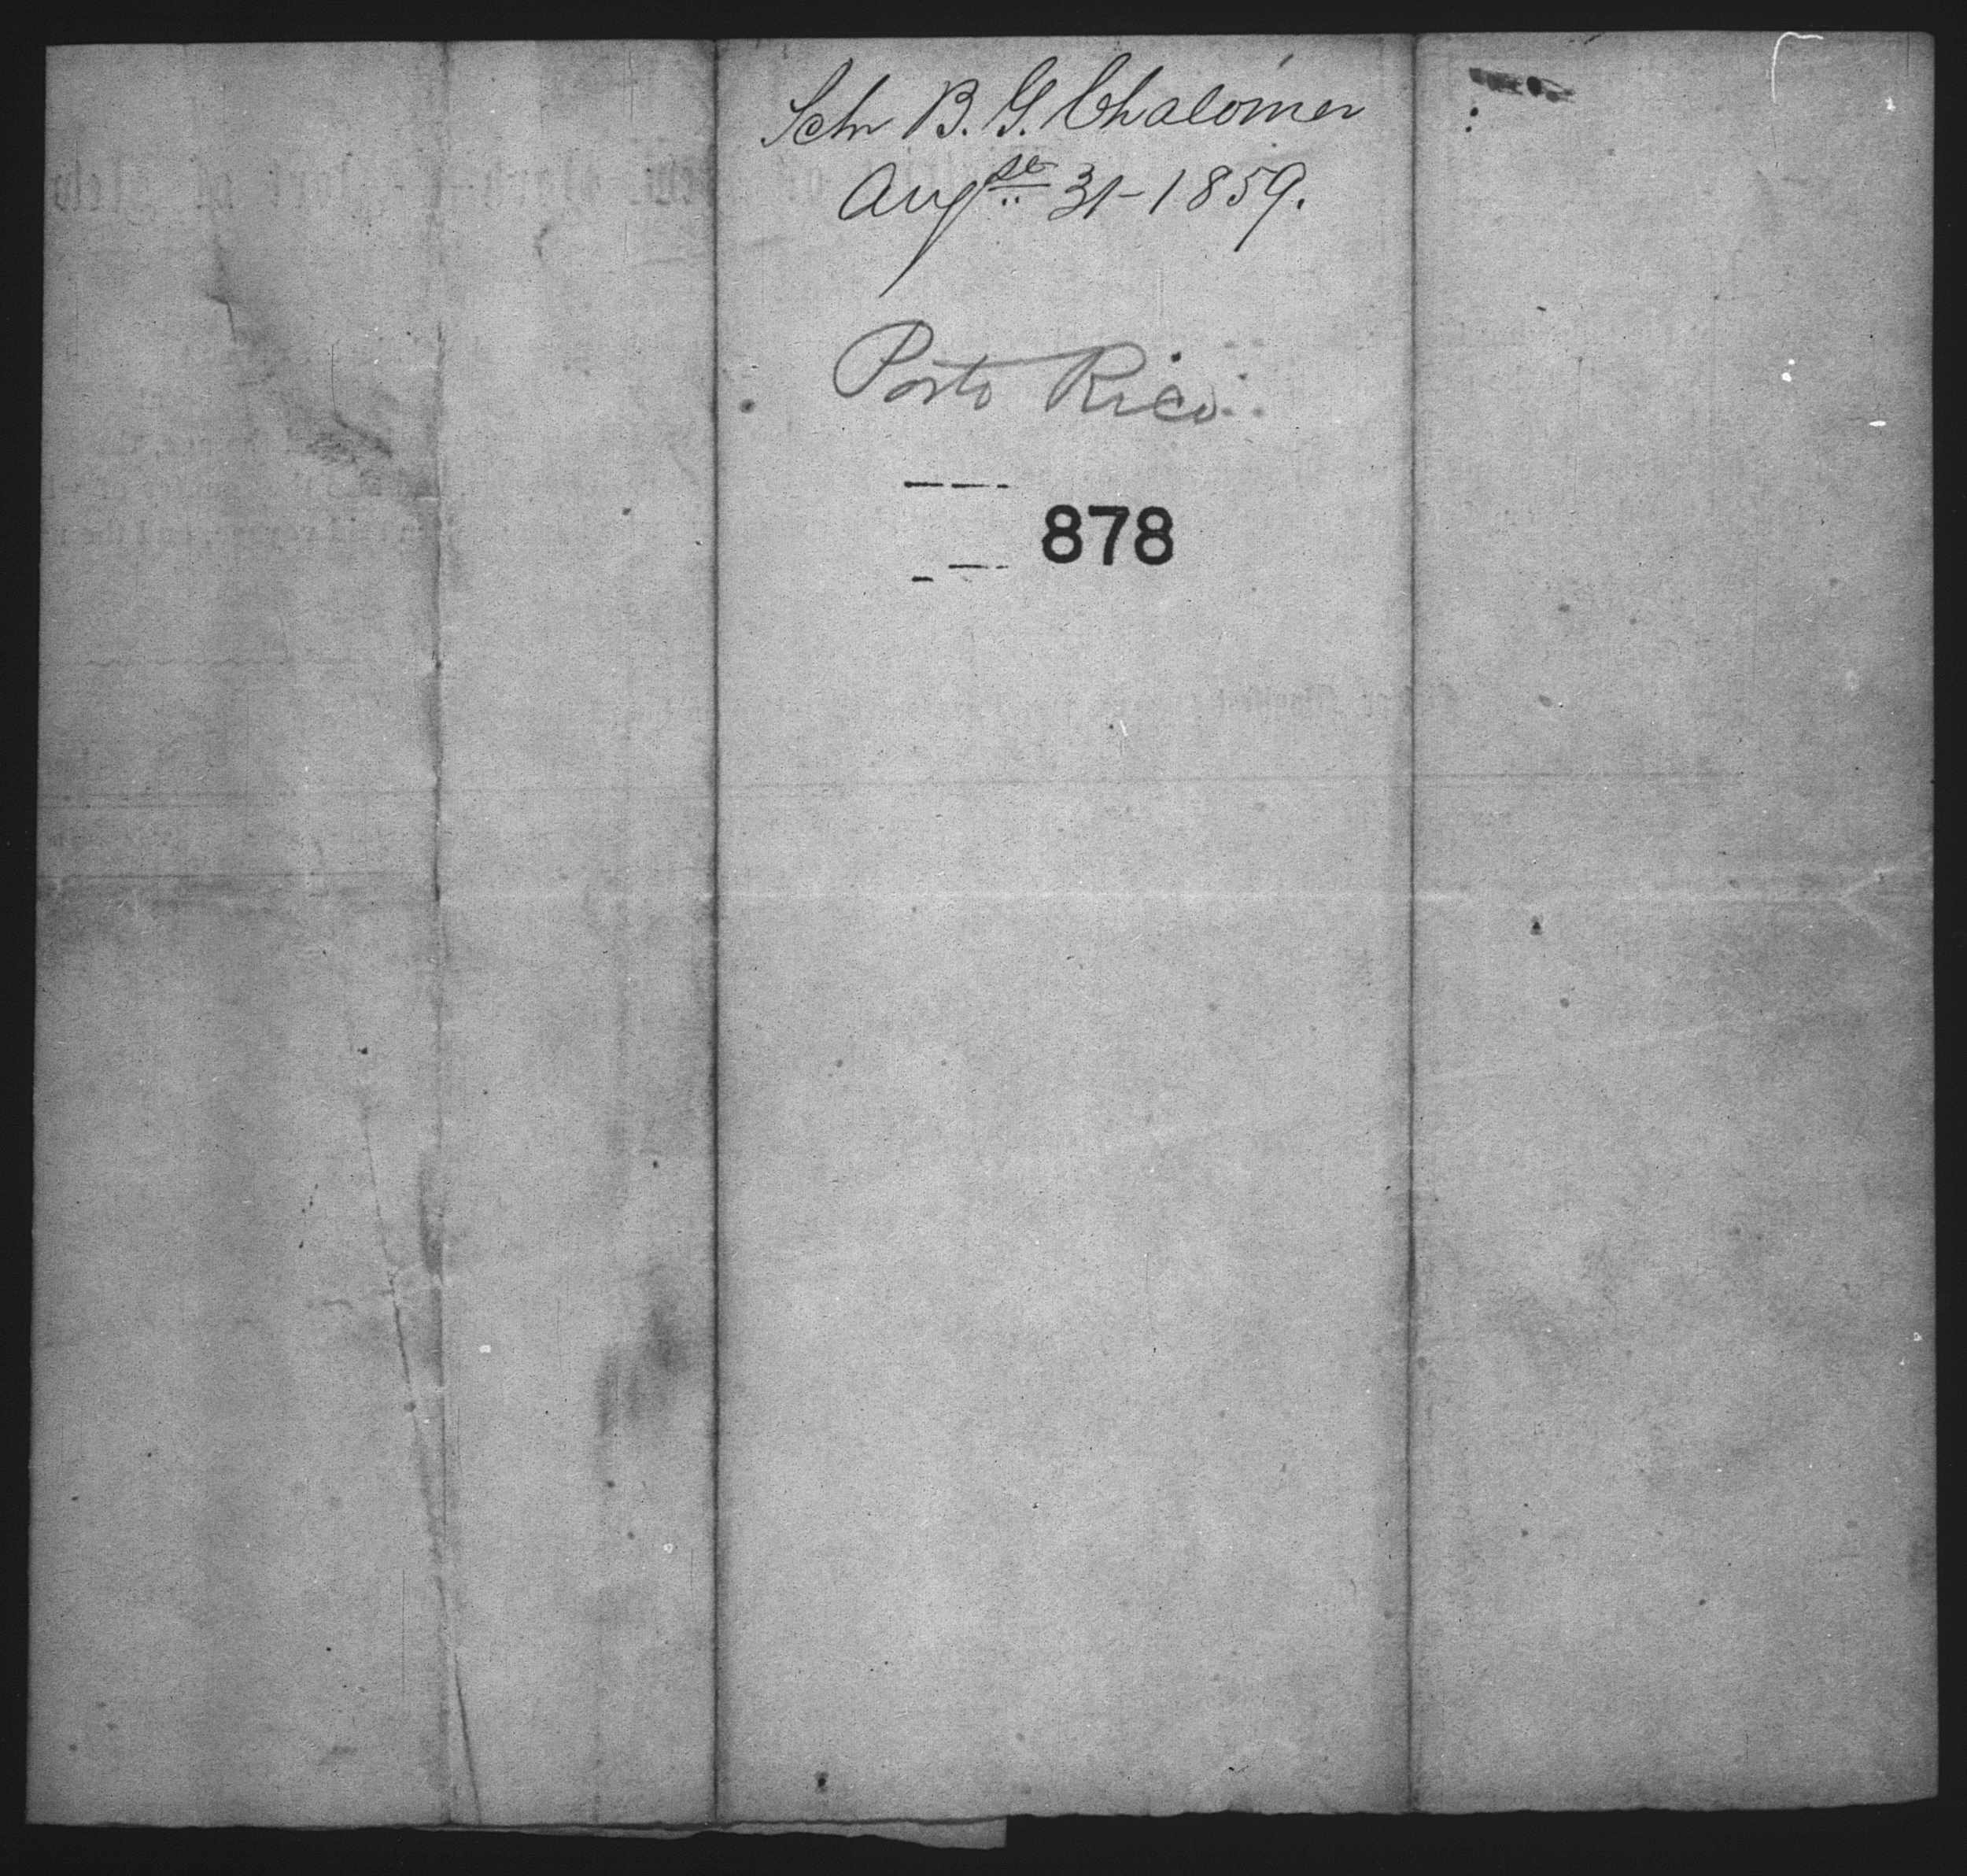 Schr B. G. Chaloner
Augst 31-1859.
Porto Rico
878